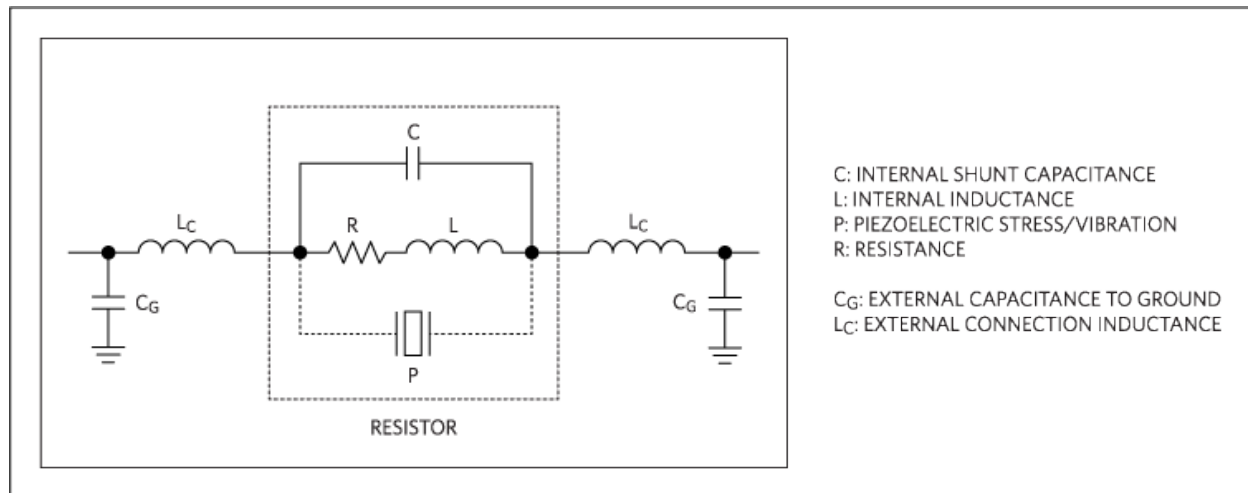 C
LC
R
L
LC
CG
CG
P
RESISTOR
C: INTERNAL SHUNT CAPACITANCE
L: INTERNAL INDUCTANCE
P: PIEZOELECTRIC STRESS/VIBRATION
R: RESISTANCE
CG: EXTERNAL CAPACITANCE TO GROUND
LC: EXTERNAL CONNECTION INDUCTANCE